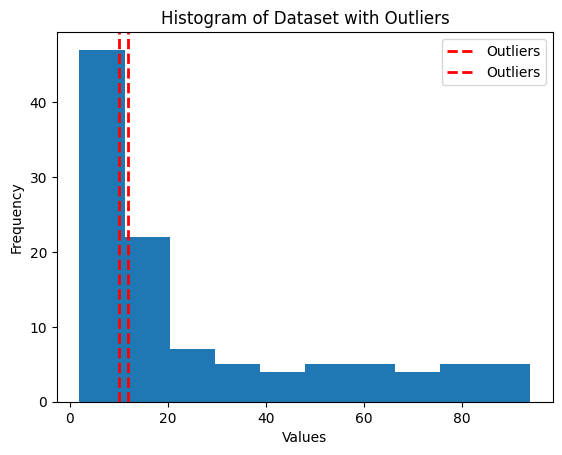 Histogram of Dataset with Outliers
Outliers
Outliers
Frequency
40
30
20
10
0
0 20 40 60 80
Values